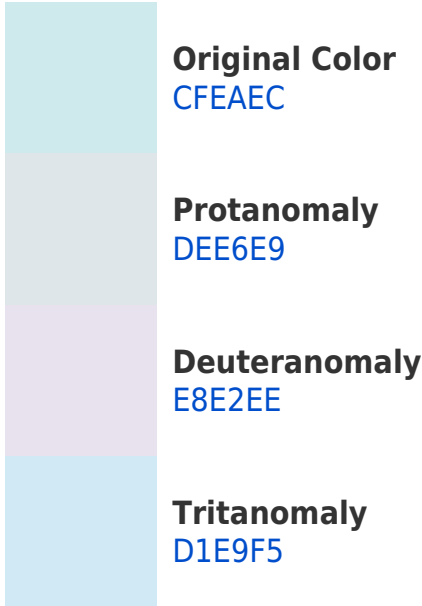 Original Color
CFEAEC
Protanomaly
DEE6E9
Deuteranomaly
E8E2EE
Tritanomaly
D1E9F5